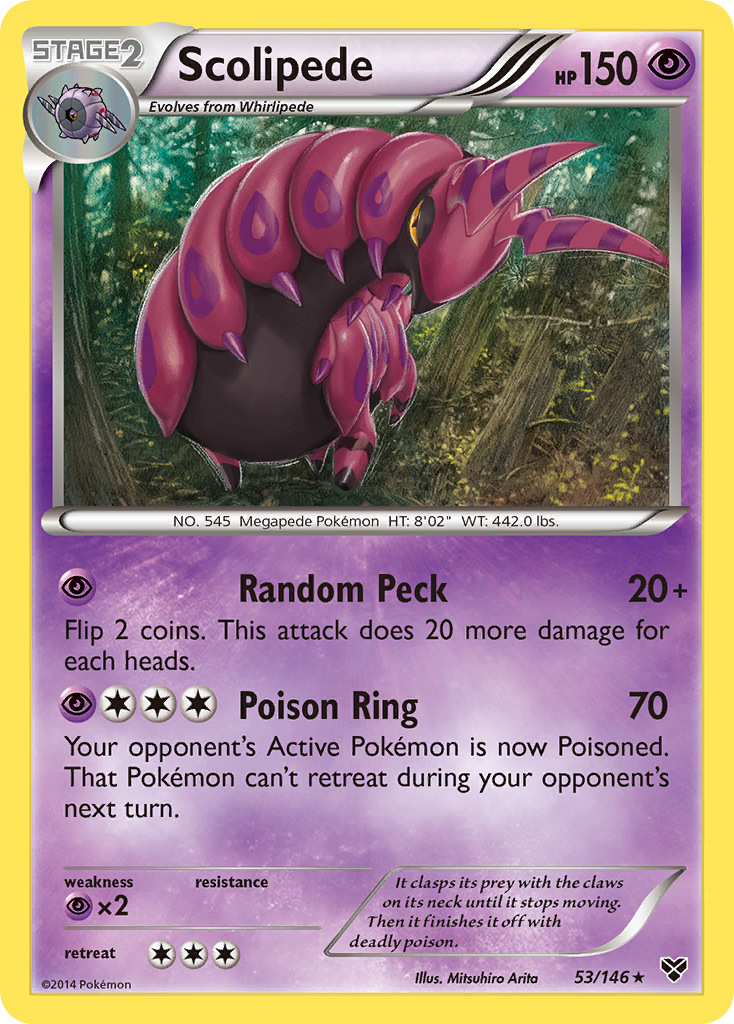 STAGE2
Scolipede
HP 150
Evolves from Whirlipede
NO. 545 Megapede Pokémon HT: 8'02" WT: 442.0 lbs.
Random Peck 20+
Flip 2 coins. This attack does 20 more damage for
each heads.
Poison Ring 70
Your opponent's Active Pokémon is now Poisoned.
That Pokémon can't retreat during your opponent's
next turn.
weakness resistance
×2
retreat
It clasps its prey with the claws
on its neck until it stops moving.
Then it finishes it off with
deadly poison.
©2014 Pokémon
Illus. Mitsuhiro Arita
53/146★